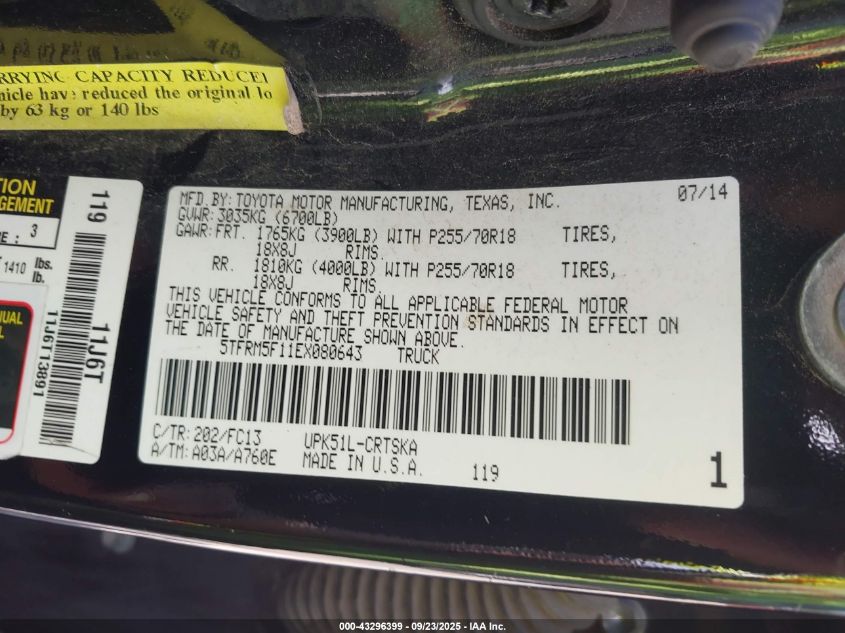 RRYING CAPACITY REDUCE
hicle have reduced the original lo
by 63 kg or 140 lbs
TION
GEMENT
E : 3
1410 lbs.
lb.
NUAL
119
11J6T
11J6T13891
MFD.BY:TOYOTA MOTOR MANUFACTURING, TEXAS, INC. 07/14
GVWR:3035KG (6700LB)
GAWR:FRT. 1765KG (3900LB) WITH P255/70R18 TIRES,
18X8J RIMS.
RR. 1810KG (4000LB) WITH P255/70R18 TIRES,
18X8J RIMS.
THIS VEHICLE CONFORMS TO ALL APPLICABLE FEDERAL MOTOR
VEHICLE SAFETY AND THEFT PREVENTION STANDARDS IN EFFECT ON
THE DATE OF MANUFACTURE SHOWN ABOVE.
5TFRM5F11EX080643 TRUCK
C/TR:202/FC13 UPK51L-CRTSKA
A/TM:A03A/A760E MADE IN U.S.A. 119 1
000-43296399 - 09/23/2025 - IAA Inc.